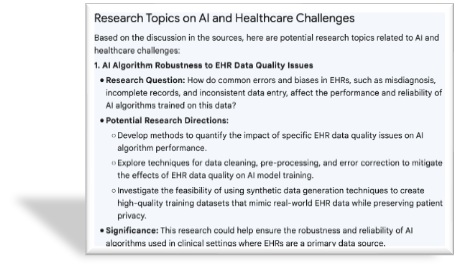 Research Topics on AI and Healthcare Challenges
Based on the discussion in the sources, here are potential research topics related to AI and
healthcare challenges:
1. AI Algorithm Robustness to EHR Data Quality Issues
• Research Question: How do common errors and biases in EHRs, such as misdiagnosis,
incomplete records, and inconsistent data entry, affect the performance and reliability of
AI algorithms trained on this data?
• Potential Research Directions:
○ Develop methods to quantify the impact of specific EHR data quality issues on AI
algorithm performance.
○ Explore techniques for data cleaning, pre-processing, and error correction to mitigate
the effects of EHR data quality on AI model training.
○ Investigate the feasibility of using synthetic data generation techniques to create
high-quality training datasets that mimic real-world EHR data while preserving patient
privacy.
• Significance: This research could help ensure the robustness and reliability of AI
algorithms used in clinical settings where EHRs are a primary data source.